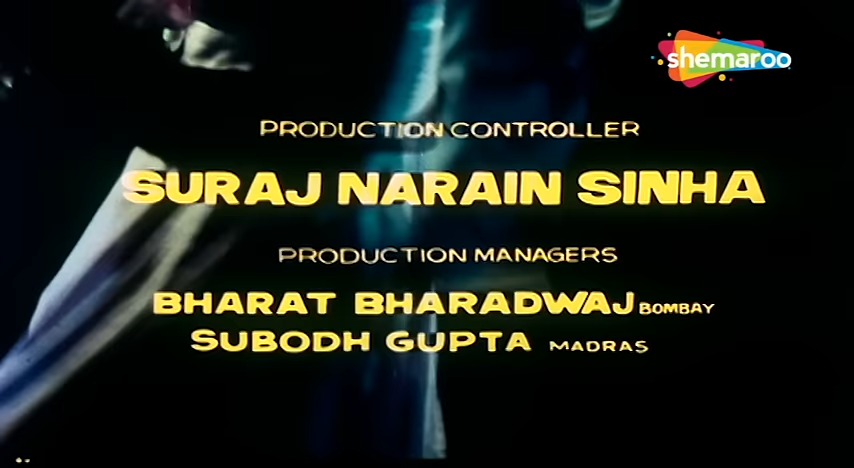 shemaroo
PRODUCTION CONTROLLER
SURAJ NARAIN SINHA
PRODUCTION MANAGERS
BHARAT BHARADWAJ BOMBAY
SUBODH GUPTA MADRAS